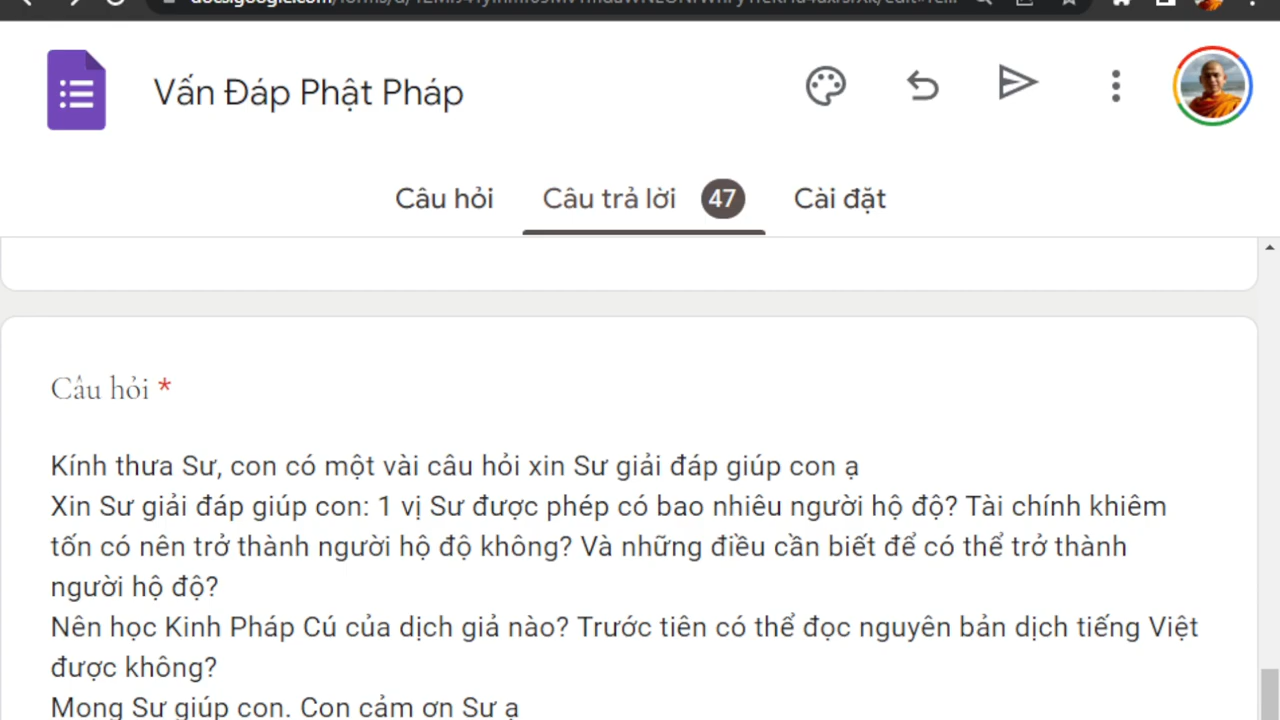 Vấn Đáp Phật Pháp
Câu hỏi Câu trả lời 47 Cài đặt
Câu hỏi *
Kính thưa Sư, con có một vài câu hỏi xin Sư giải đáp giúp con ạ
Xin Sư giải đáp giúp con: 1 vị Sư được phép có bao nhiêu người hộ độ? Tài chính khiêm
tốn có nên trở thành người hộ độ không? Và những điều cần biết để có thể trở thành
người hộ độ?
Nên học Kinh Pháp Cú của dịch giả nào? Trước tiên có thể đọc nguyên bản dịch tiếng Việt
được không?
Mong Sư giúp con. Con cảm ơn Sư ạ